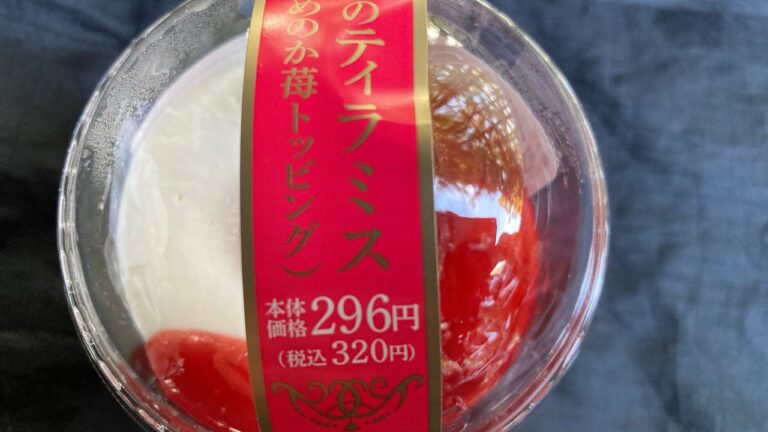 のティラミス
めのか苺トッピング）
本体
価格 296円
（税込 320円）